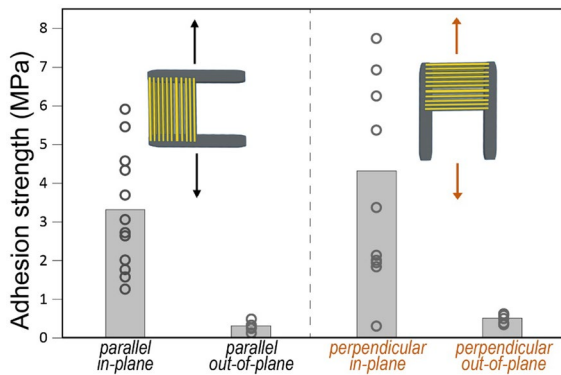 Adhesion strength (MPa)
8
7
6
5
4
3
2
1
0
parallel
in-plane
parallel
out-of-plane
perpendicular
in-plane
perpendicular
out-of-plane